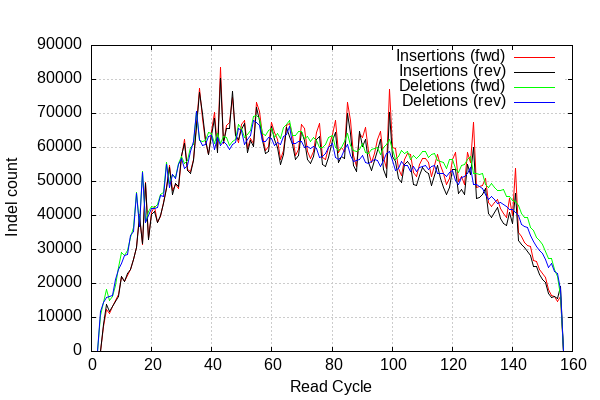 90000
80000
70000
60000
50000
40000
30000
20000
10000
0
Indel count
Insertions (fwd)
Insertions (rev)
Deletions (fwd)
Deletions (rev)
0 20 40 60 80 100 120 140 160
Read Cycle